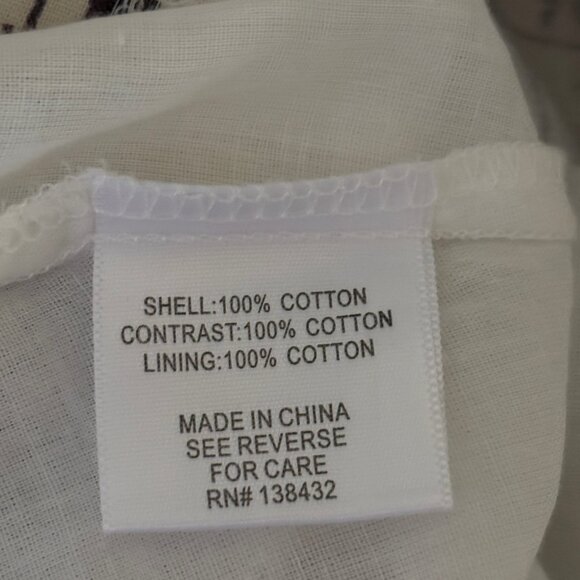 SHELL:100% COTTON
CONTRAST:100% COTTON
LINING:100% COTTON
MADE IN CHINA
SEE REVERSE
FOR CARE
RN# 138432